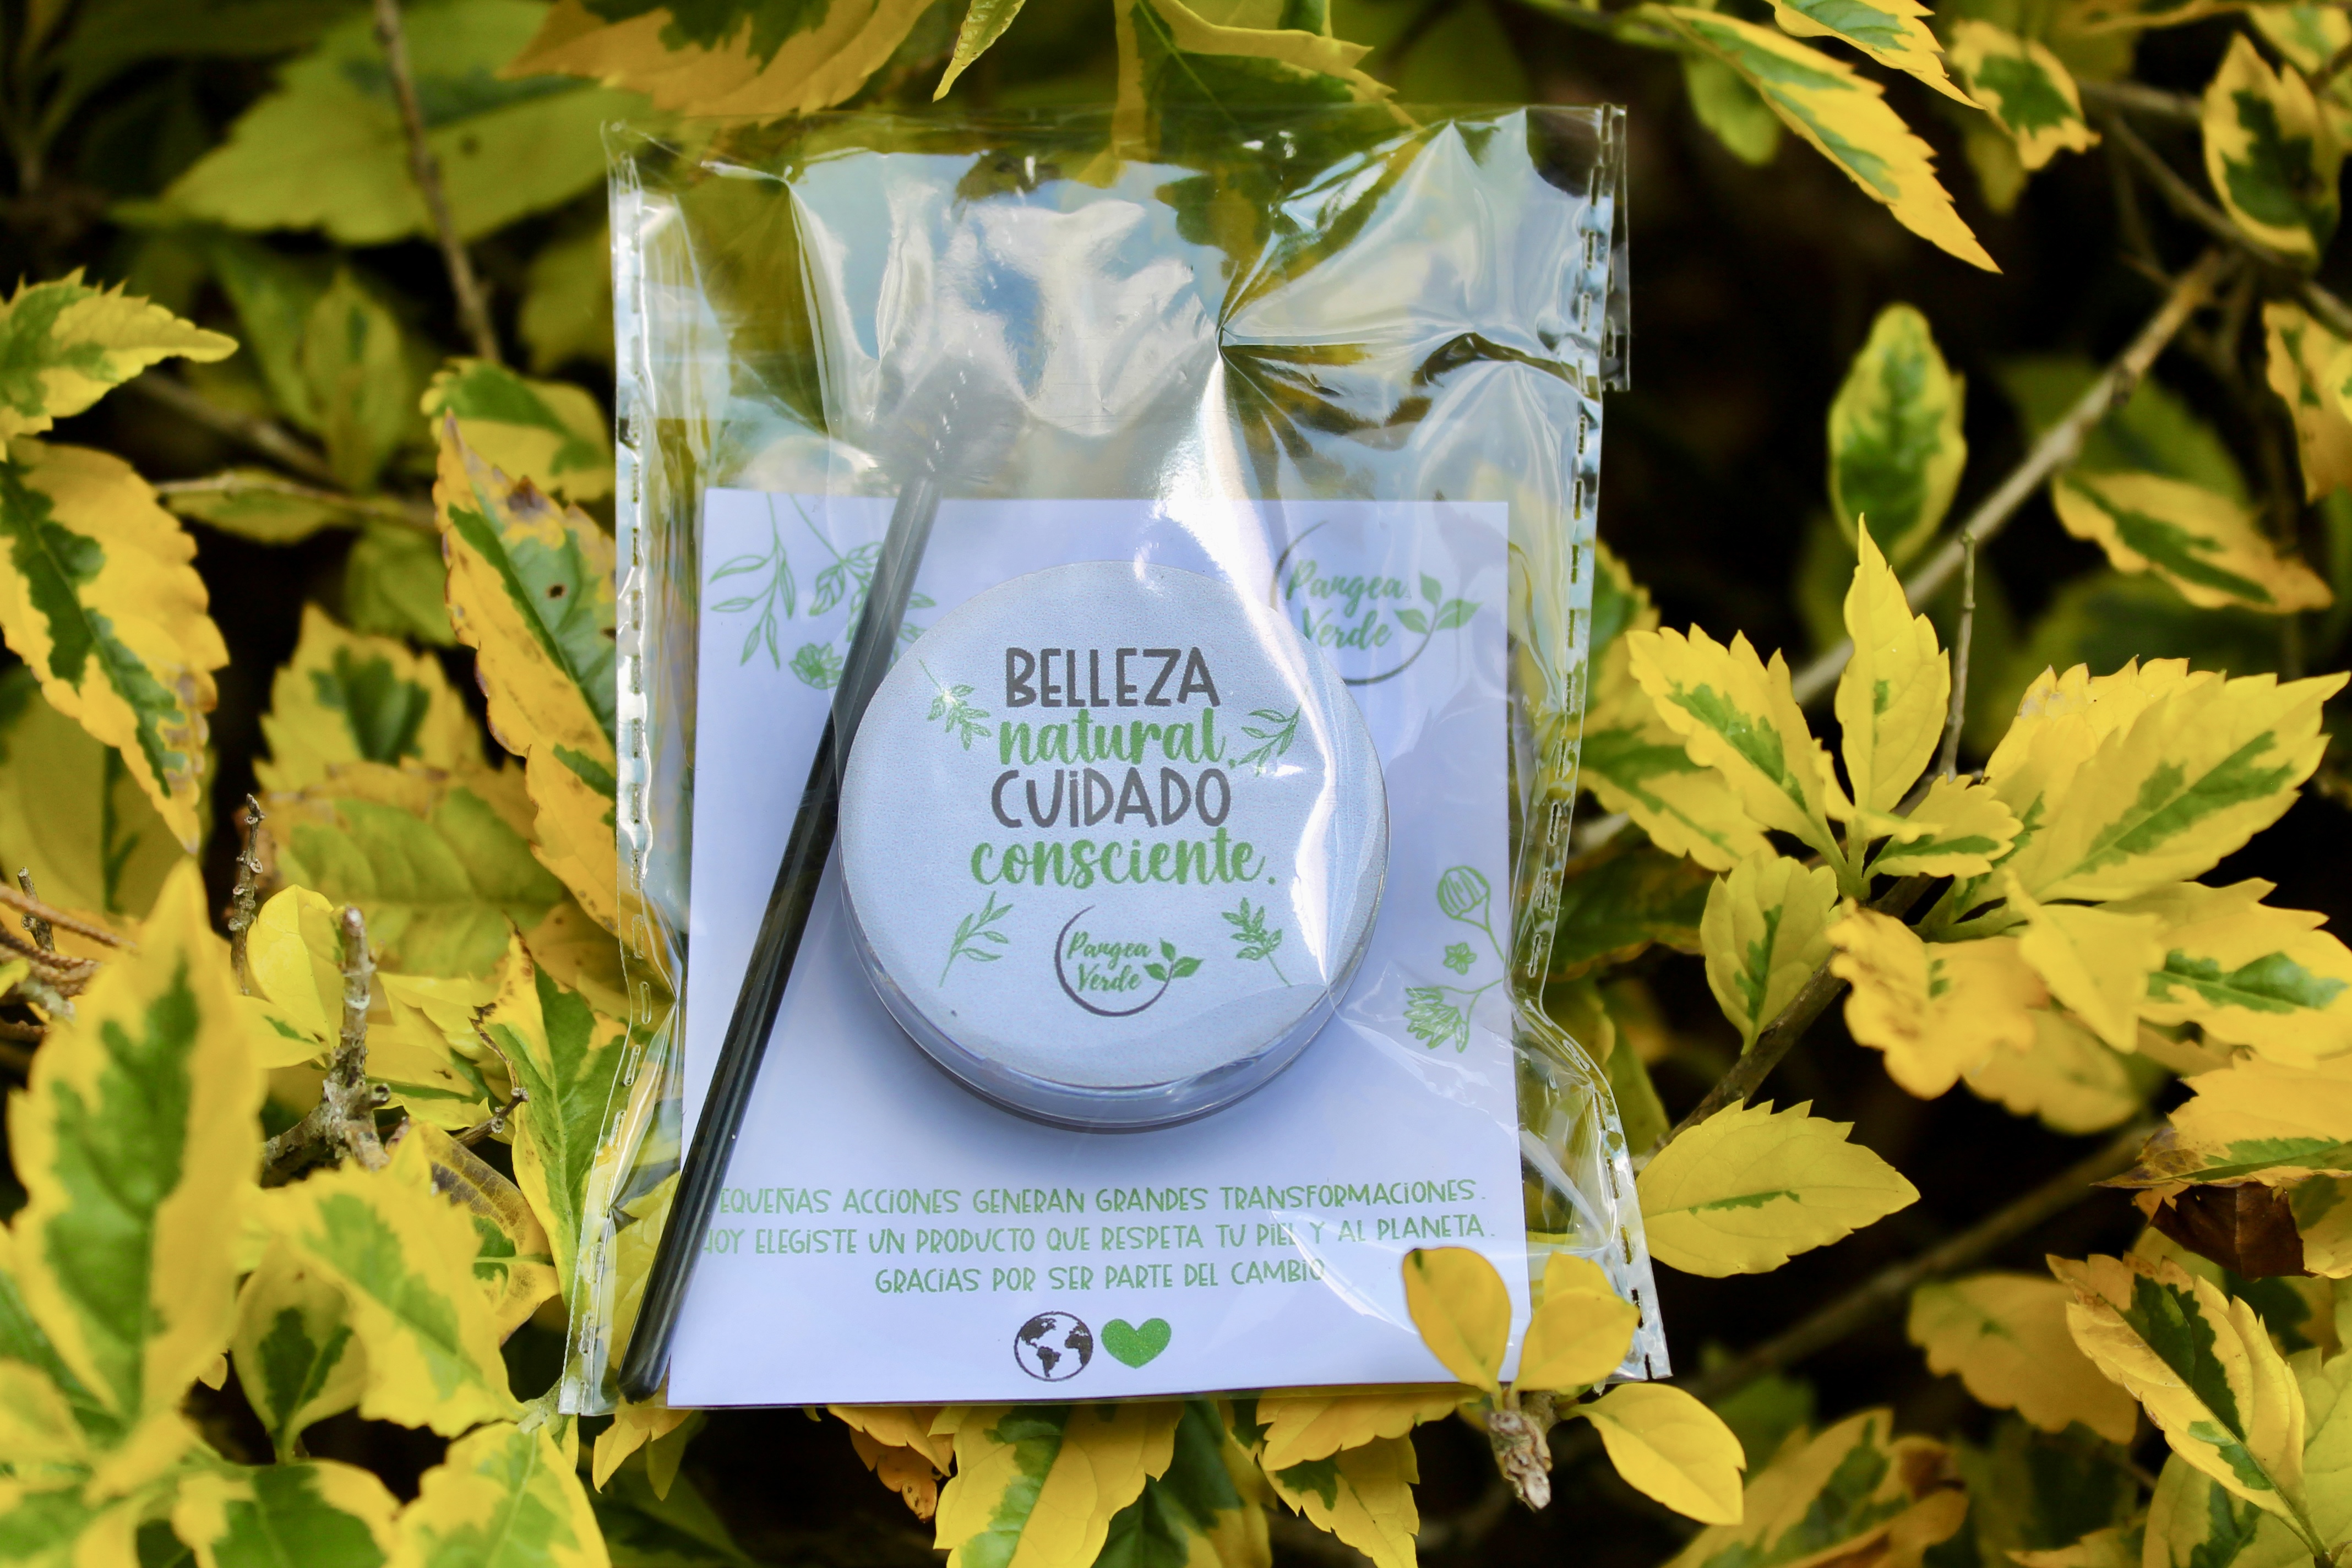 Pangea
Verde
BELLEZA
natural,
CUIDADO
consciente.
Pangea
Verde
EQUEÑAS ACCIONES GENERAN GRANDES TRANSFORMACIONES.
HOY ELEGISTE UN PRODUCTO QUE RESPETA TU PIEL Y AL PLANETA.
GRACIAS POR SER PARTE DEL CAMBIO